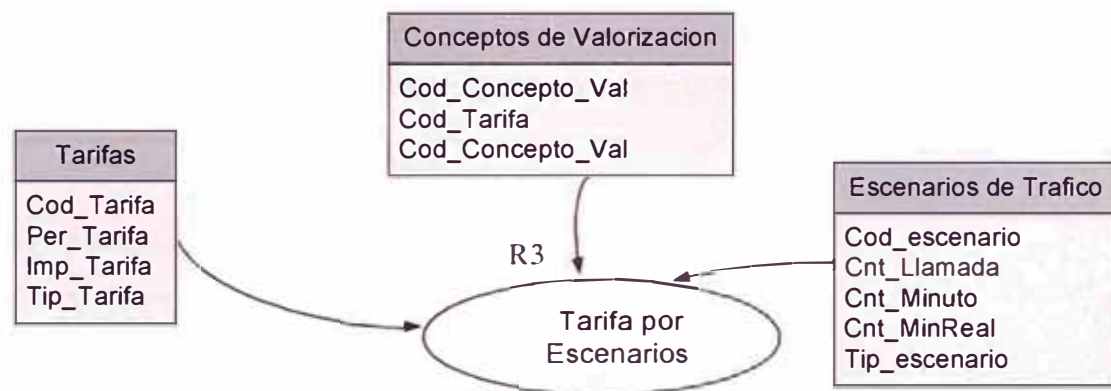 Conceptos de Valorizacion
Cod_Concepto_Val
Cod_Tarifa
Cod_Concepto_Val
Tarifas
Cod_Tarifa
Per_Tarifa
Imp_Tarifa
Tip_Tarifa
Escenarios de Trafico
Cod_escenario
Cnt_Llamada
Cnt_Minuto
Cnt_MinReal
Tip_escenario
R3
Tarifa por
Escenarios